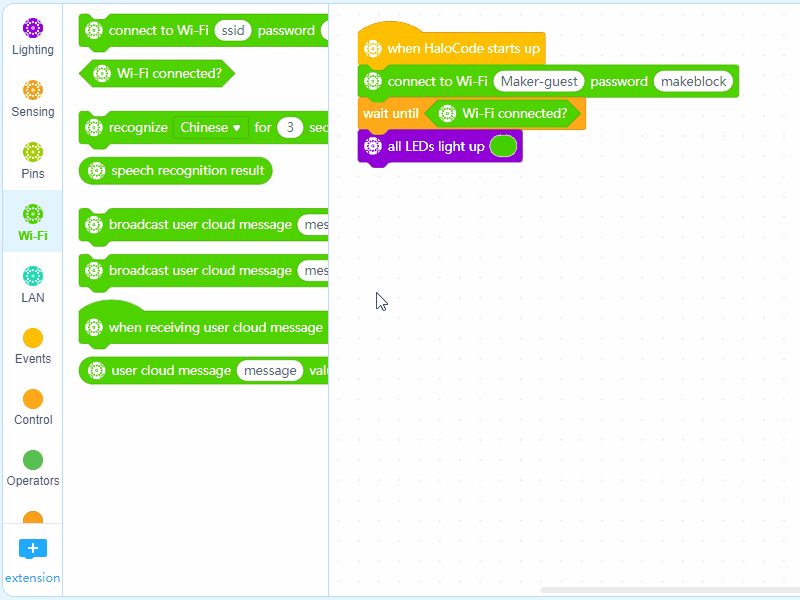 Lighting
Sensing
Pins
Wi-Fi
LAN
Events
Control
Operators
extension
connect to Wi-Fi ssid password
Wi-Fi connected?
recognize Chinese ▾ for 3 sec
speech recognition result
broadcast user cloud message mes
broadcast user cloud message mes
when receiving user cloud message
user cloud message message valu
when HaloCode starts up
connect to Wi-Fi Maker-guest password makeblock
wait until Wi-Fi connected?
all LEDs light up